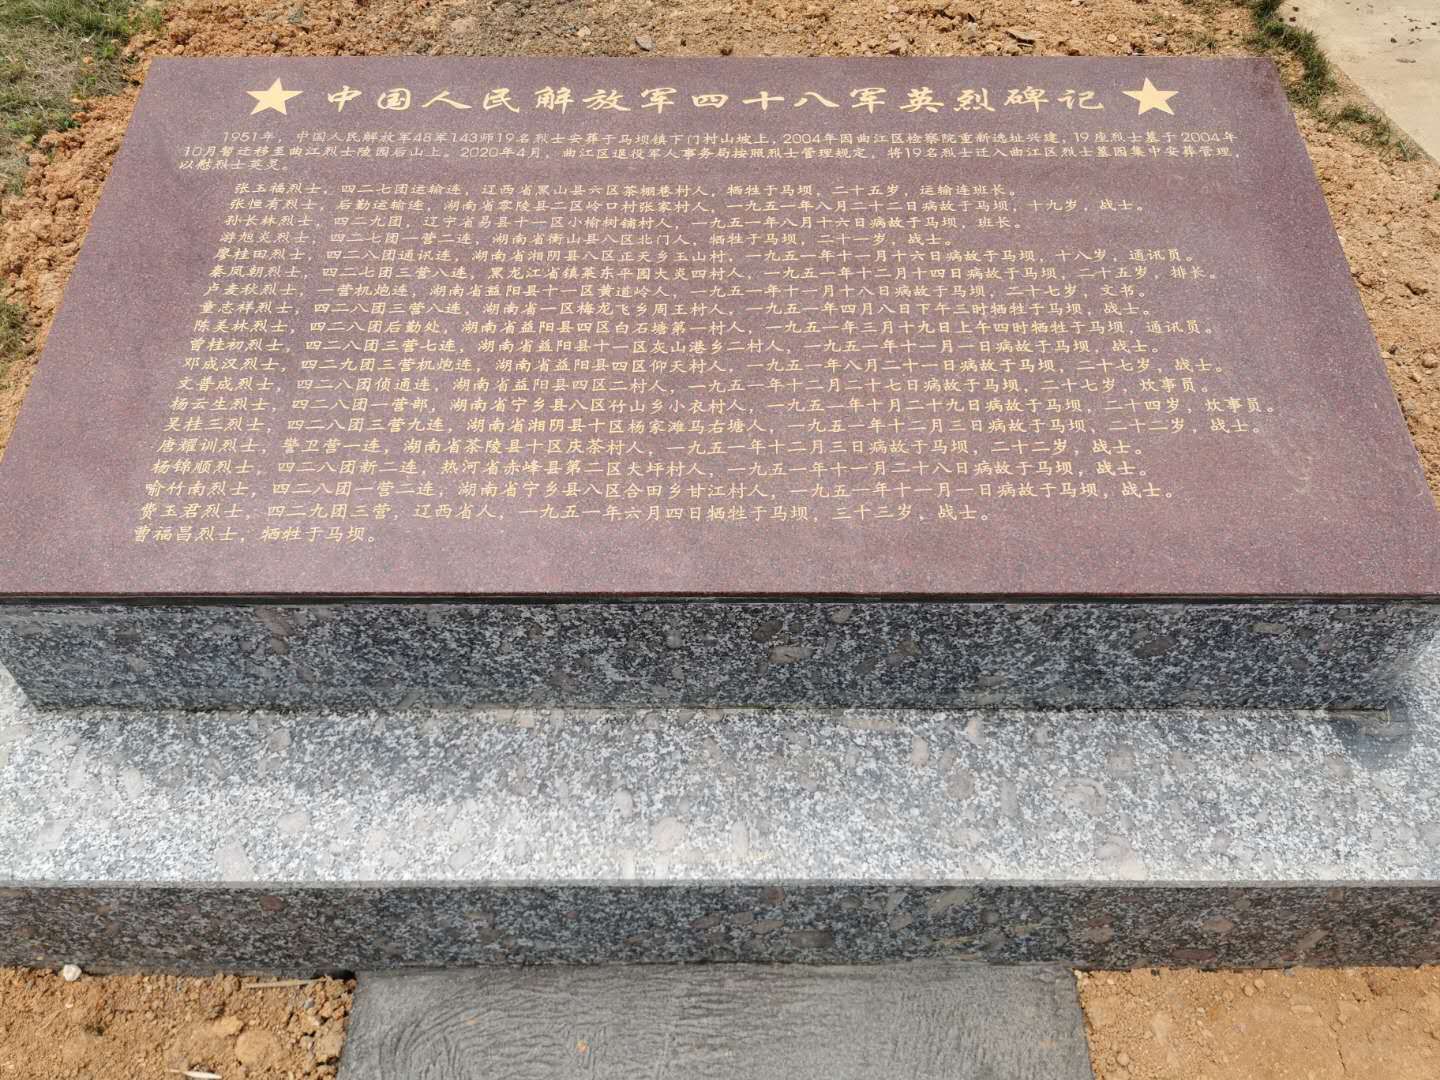 中国人民解放军四十八军英烈碑记
1951年，中国人民解放军48军143师19名烈士安葬于马坝镇下门村山坡上，2004年因曲江区检察院重新选址兴建，19座烈士墓于2004年
10月暂迁移至曲江烈士陵园后山上。2020年4月，曲江区退役军人事务局按照烈士管理规定，将19名烈士迁入曲江区烈士墓园集中安葬管理，
以慰烈士英灵。
张玉福烈士，四二七团运输连，辽西省黑山县六区茶棚巷村人，牺牲于马坝，二十五岁，运输连班长。
张恒有烈士，后勤运输连，湖南省零陵县二区岭口村张家村人，一九五一年八月二十二日病故于马坝，十九岁，战士。
孙长林烈士，四二九团，辽宁省易县十一区小榆树铺村人，一九五一年八月十六日病故于马坝，班长。
游旭炎烈士，四二七团一营二连，湖南省衡山县八区北门人，牺牲于马坝，二十一岁，战士。
廖桂田烈士，四二八团通讯连，湖南省湘阴县八区正天乡玉山村，一九五一年十一月十六日病故于马坝，十八岁，通讯员。
秦凤朝烈士，四二七团三营八连，黑龙江省镇莱东平园大炎四村人，一九五一年十二月十四日病故于马坝，二十五岁，排长。
卢麦秋烈士，一营机炮连，湖南省益阳县十一区黄道岭人，一九五一年十一月十八日病故于马坝，二十七岁，文书。
童志祥烈士，四二八团三营八连，湖南省一区梅龙飞乡周王村人，一九五一年四月八日下午三时牺牲于马坝，战士。
陈美林烈士，四二八团后勤处，湖南省益阳县四区白石塘第一村人，一九五一年三月十九日上午四时牺牲于马坝，通讯员。
曾桂初烈士，四二八团三营七连，湖南省益阳县十一区灰山港乡二村人，一九五一年十一月一日病故于马坝，战士。
邓成汉烈士，四二九团三营机炮连，湖南省益阳县四区仰天村人，一九五一年八月二十一日病故于马坝，二十七岁，战士。
文普成烈士，四二八团侦通连，湖南省益阳县四区二村人，一九五一年十二月二十七日病故于马坝，二十七岁，炊事员。
杨云生烈士，四二八团一营部，湖南省宁乡县八区竹山乡小衣村人，一九五一年十月二十九日病故于马坝，二十四岁，炊事员。
吴桂三烈士，四二八团三营九连，湖南省湘阴县十区杨家滩马右塘人，一九五一年十二月三日病故于马坝、二十二岁，战士。
唐耀训烈士，警卫营一连，湖南省茶陵县十区庆茶村人，一九五一年十二月三日病故于马坝，二十二岁，战士。
杨锦顺烈士，四二八团新二连，热河省赤峰县第二区大坪村人，一九五一年十一月二十八日病故于马坝，战士。
喻竹南烈士，四二八团一营二连，湖南省宁乡县八区合田乡甘江村人，一九五一年十一月一日病故于马坝，战士。
费玉君烈士，四二九团三营，辽西省人，一九五一年六月四日牺牲于马坝，三十三岁，战士。
曹福昌烈士，牺牲于马坝。